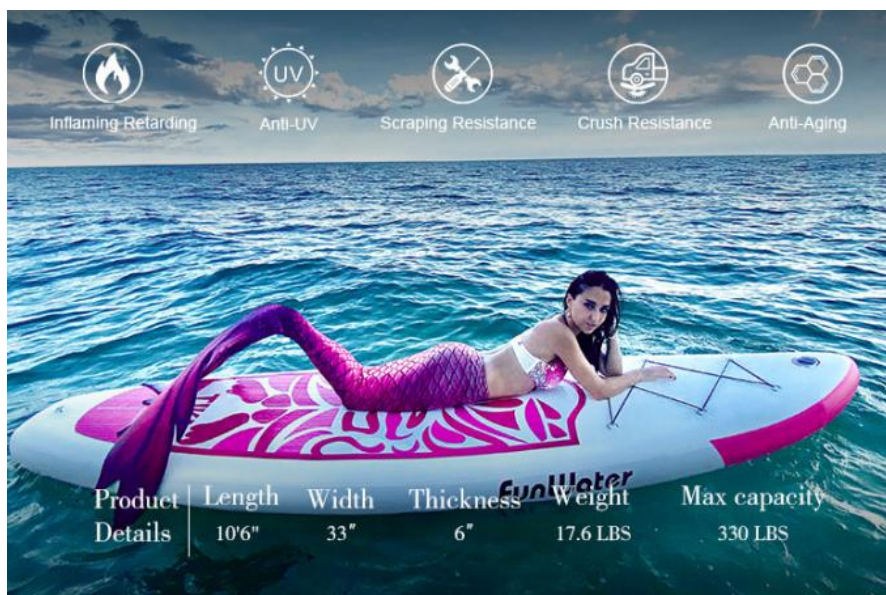 UV
Inflaming Retarding
Anti-UV
Scraping Resistance
Crush Resistance
Anti-Aging
FunWater
Product Details
Length
Width
Thickness
Weight
Max capacity
10'6"
33"
6"
17.6 LBS
330 LBS